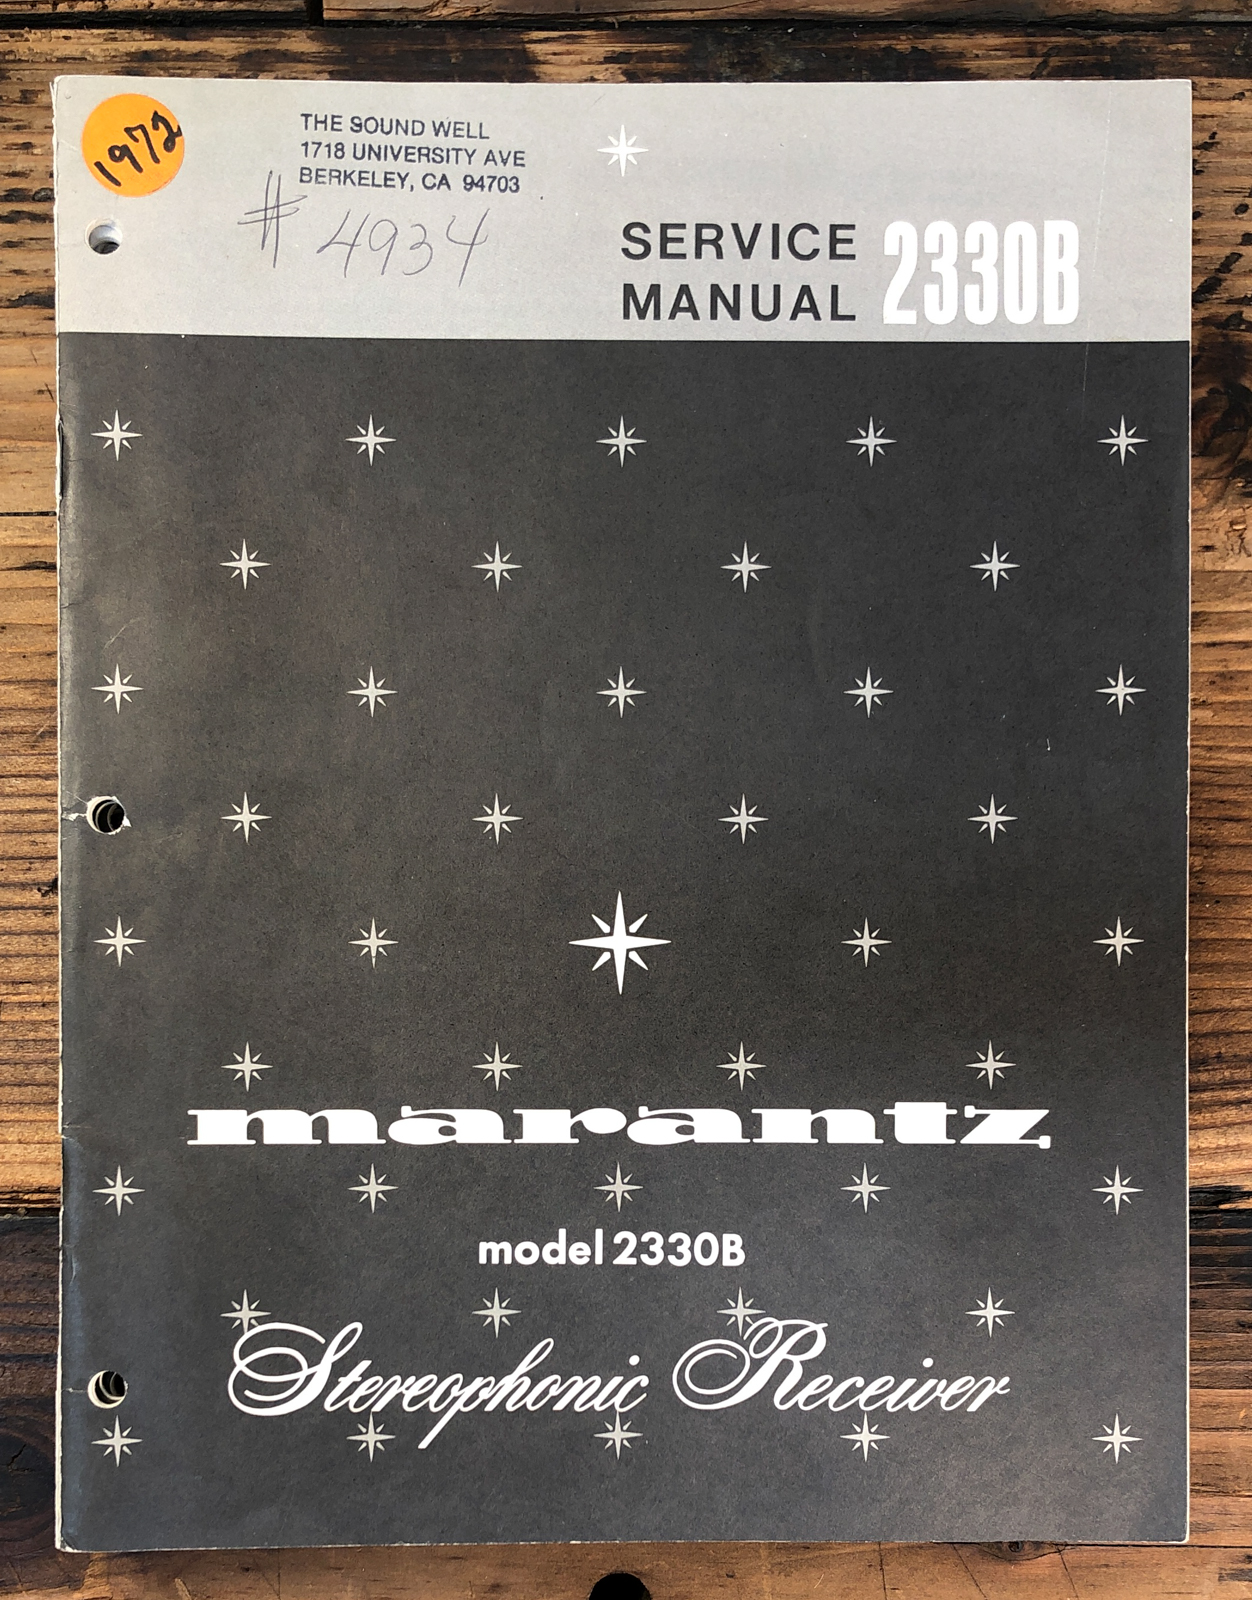 1972
THE SOUND WELL
1718 UNIVERSITY AVE
BERKELEY, CA 94703
# 4934
SERVICE
MANUAL
2330B
marantz
model 2330B
Stereophonic Receiver